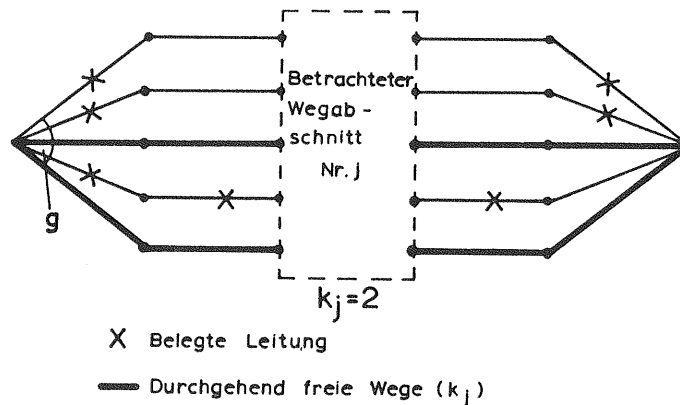 Betrachteter
Wegab-
schnitt
Nr. j
g
kj=2
X Belegte Leitung
Durchgehend freie Wege (kj)